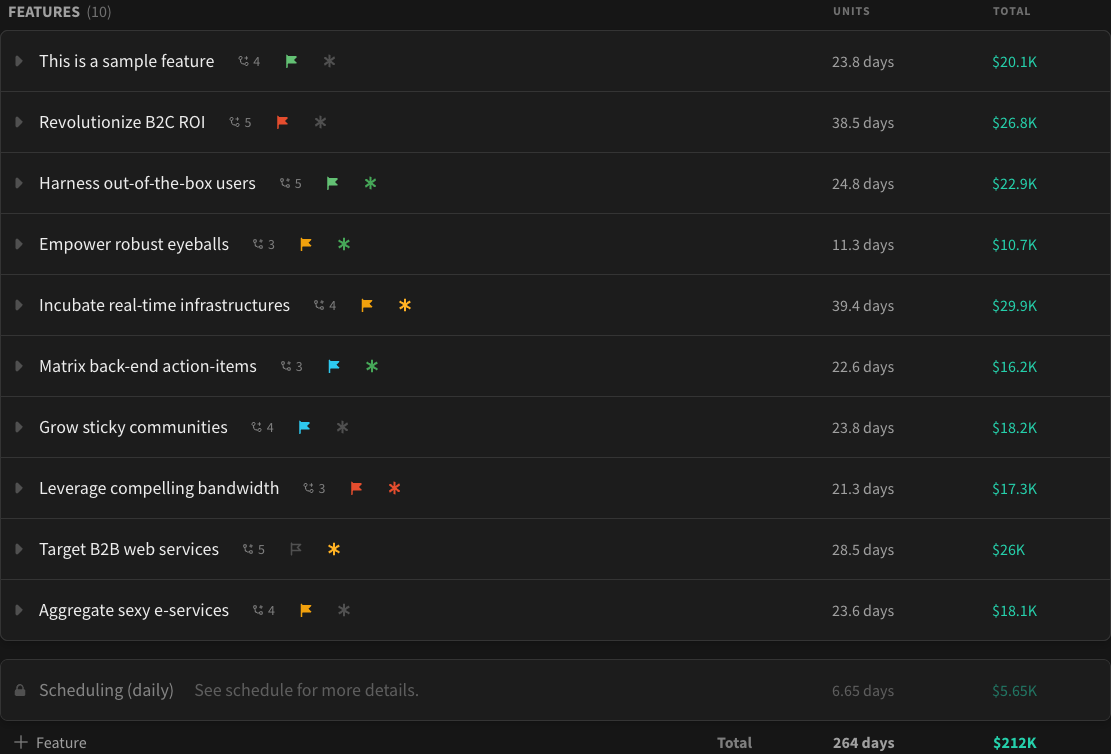 FEATURES (10) UNITS TOTAL
This is a sample feature 4 23.8 days $20.1K
Revolutionize B2C ROI 5 38.5 days $26.8K
Harness out-of-the-box users 5 24.8 days $22.9K
Empower robust eyeballs 3 11.3 days $10.7K
Incubate real-time infrastructures 4 39.4 days $29.9K
Matrix back-end action-items 3 22.6 days $16.2K
Grow sticky communities 4 23.8 days $18.2K
Leverage compelling bandwidth 3 21.3 days $17.3K
Target B2B web services 5 28.5 days $26K
Aggregate sexy e-services 4 23.6 days $18.1K
Scheduling (daily) See schedule for more details. 6.65 days $5.65K
Feature Total 264 days $212K